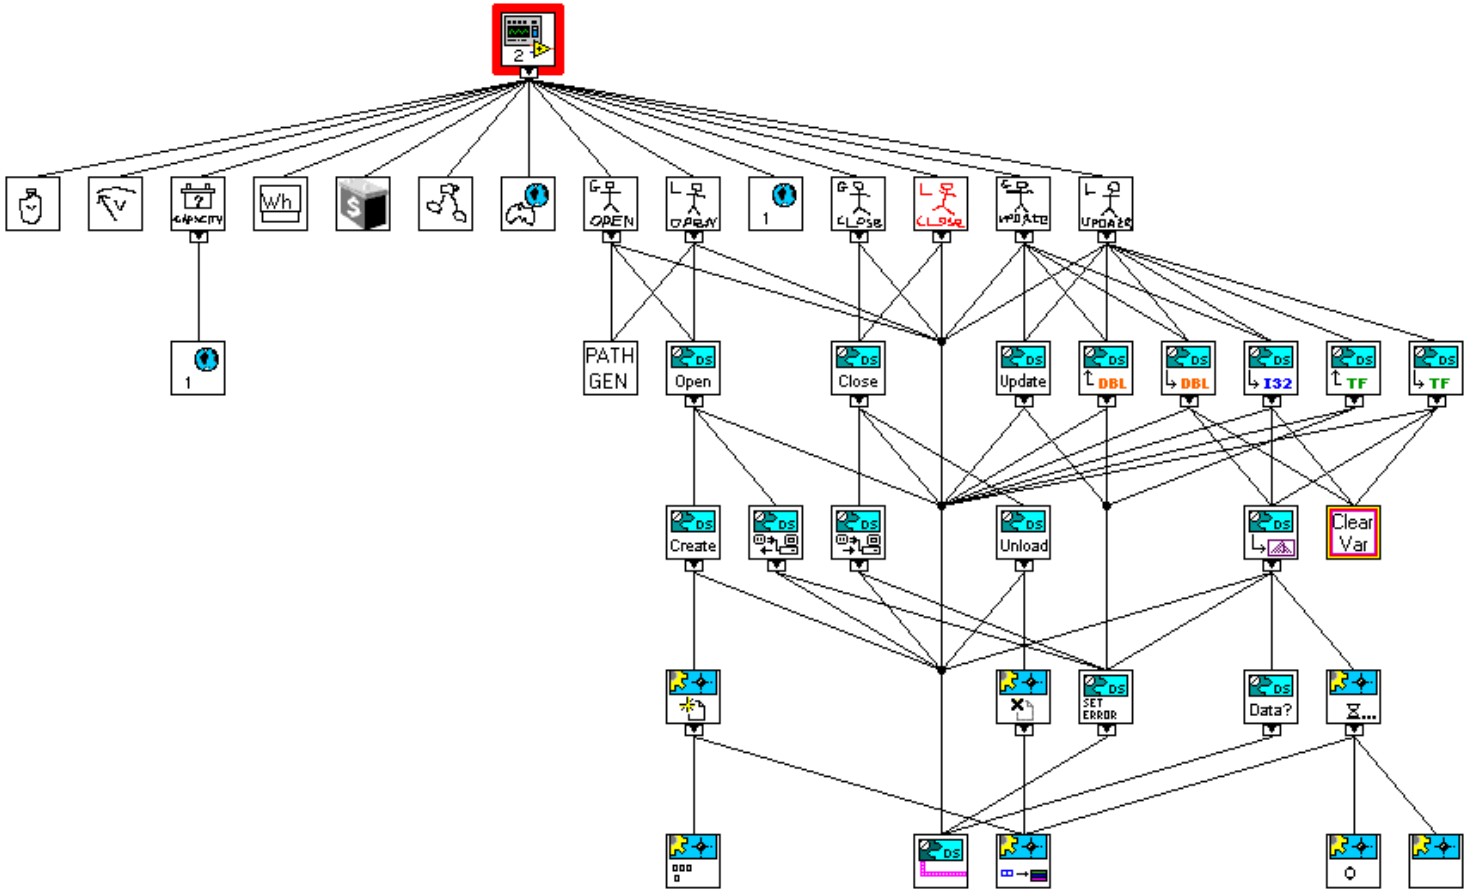 2
V
?
CAPACITY
Wh
$
G
OPEN
L
OPEN
1
G
CLOSE
L
CLOSE
G
UPDATE
L
UPDATE
1
PATH
GEN
DS
Open
DS
Close
DS
Update
DS
DBL
DS
DBL
DS
I32
DS
TF
DS
TF
DS
Create
DS
DS
DS
Unload
DS
Clear
Var
DS
SET
ERROR
DS
Data?
DS